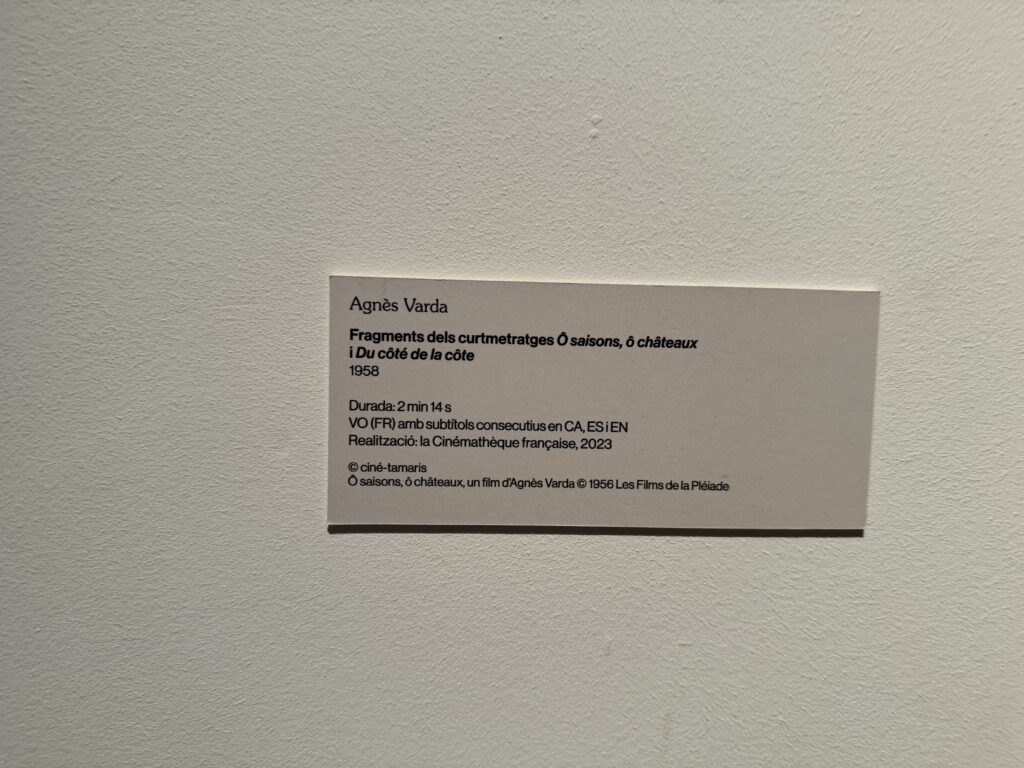 Agnès Varda
Fragments dels curtmetratges Ô saisons, ô châteaux
i Du côté de la côte
1958
Durada: 2 min 14 s
VO (FR) amb subtítols consecutius en CA, ES i EN
Realització: la Cinémathèque française, 2023
© ciné-tamaris
Ô saisons, ô châteaux, un film d'Agnès Varda © 1956 Les Films de la Pléiade